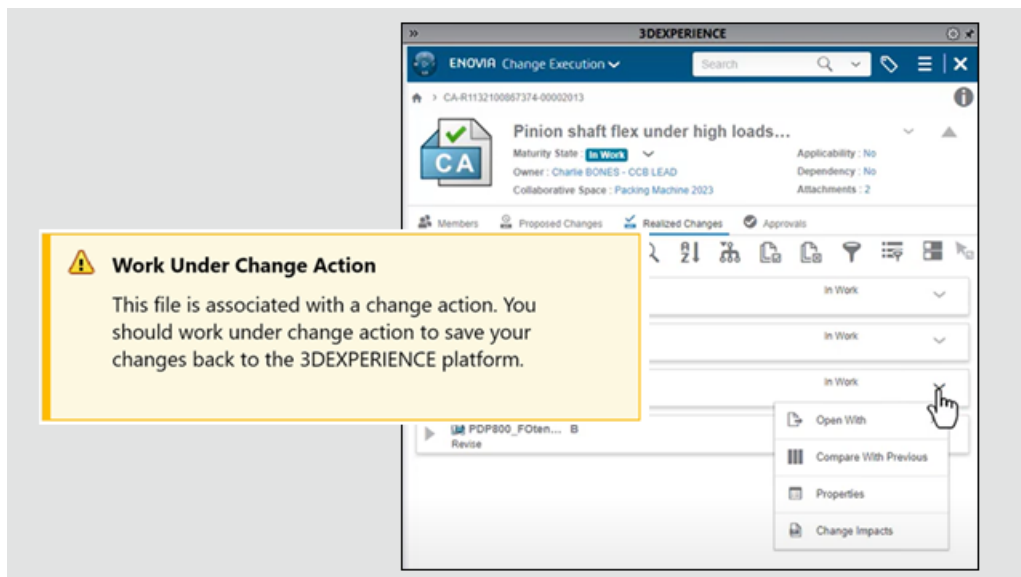 3DEXPERIENCE
ENOVIA Change Execution
Search
CA-R1132100867374-00002013
CA
Pinion shaft flex under high loads...
Maturity State : In Work
Applicability : No
Owner : Charlie BONES - CCB LEAD
Dependency : No
Collaborative Space : Packing Machine 2023
Attachments : 2
Members
Proposed Changes
Realized Changes
Approvals
Work Under Change Action
This file is associated with a change action. You
should work under change action to save your
changes back to the 3DEXPERIENCE platform.
In Work
In Work
In Work
PDP800_FOten... B
Revise
Open With
Compare With Previous
Properties
Change Impacts